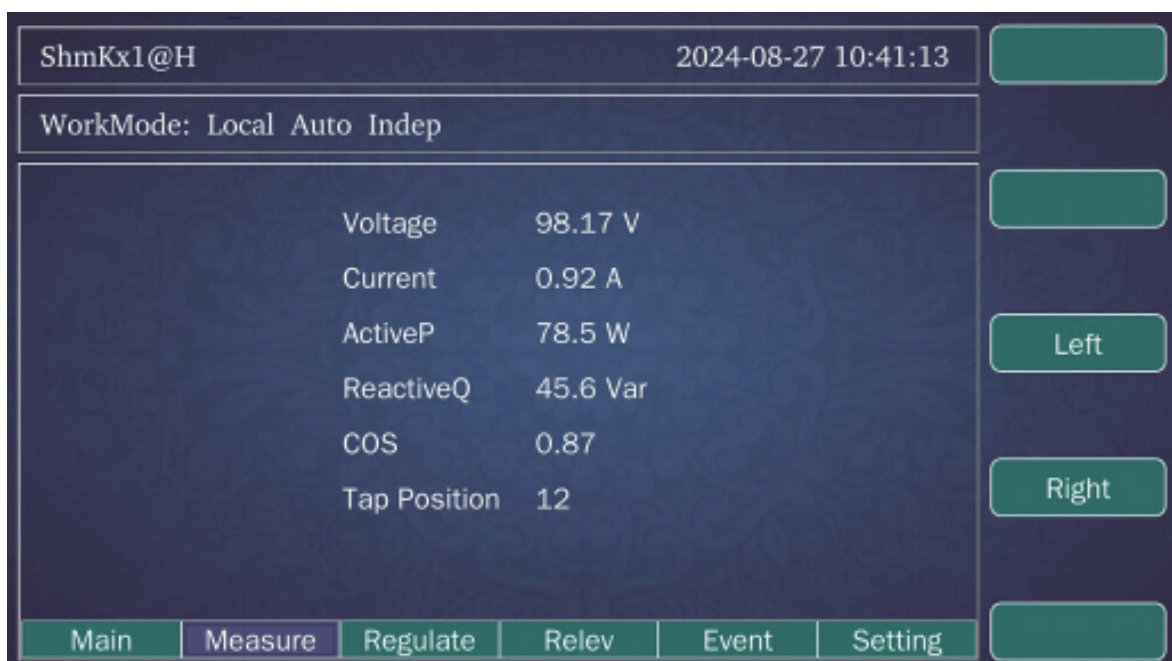 ShmKx1@H 2024-08-27 10:41:13
WorkMode: Local Auto Indep
Voltage 98.17 V
Current 0.92 A
ActiveP 78.5 W
Left
ReactiveQ 45.6 Var
COS 0.87
Tap Position 12
Right
Main Measure Regulate Relev Event Setting